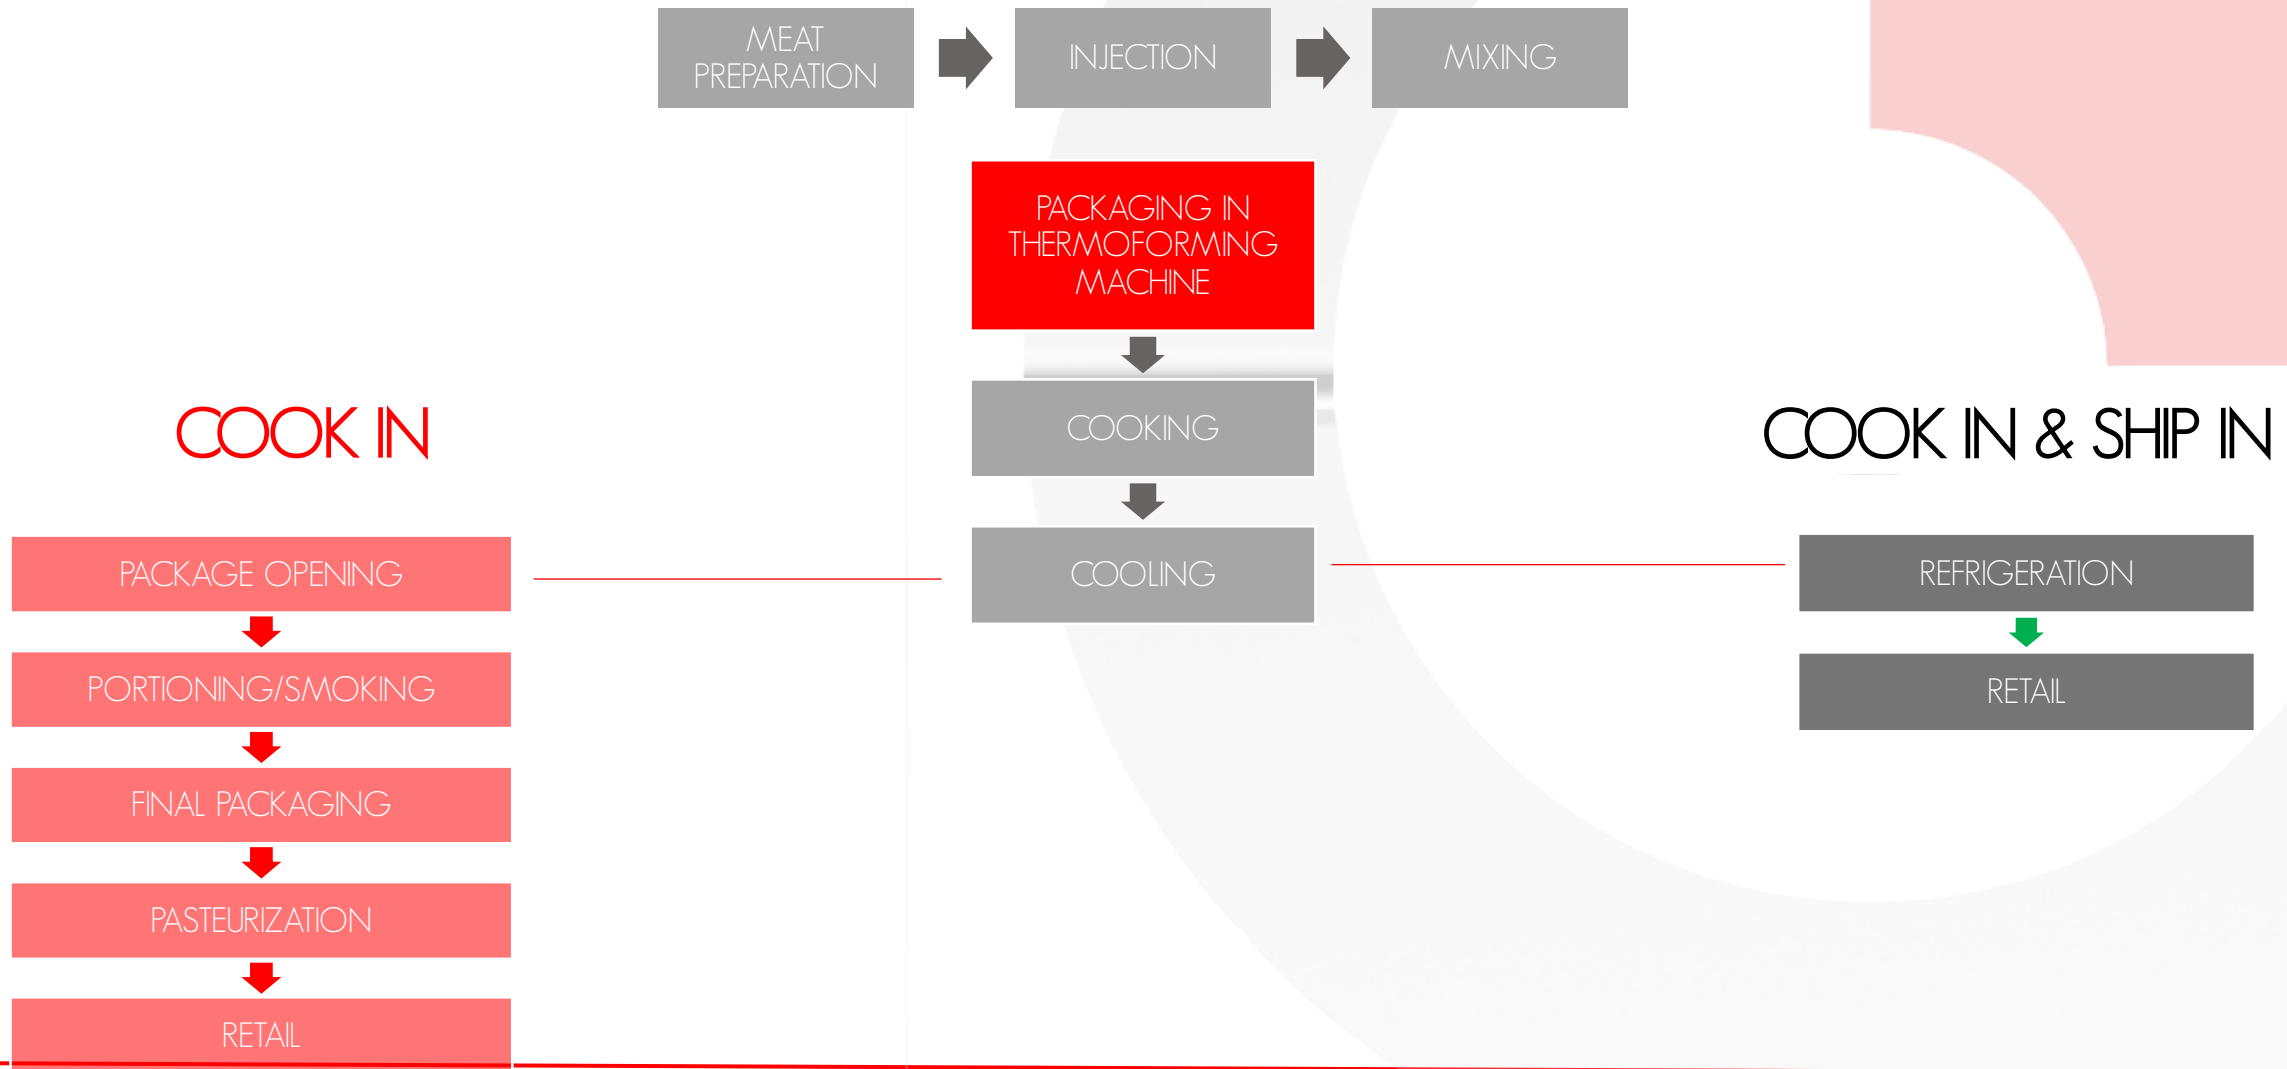 MEAT
PREPARATION
INJECTION
MIXING
PACKAGING IN
THERMOFORMING
MACHINE
COOKING
COOLING
COOK IN
PACKAGE OPENING
PORTIONING/SMOKING
FINAL PACKAGING
PASTEURIZATION
RETAIL
COOK IN & SHIP IN
REFRIGERATION
RETAIL